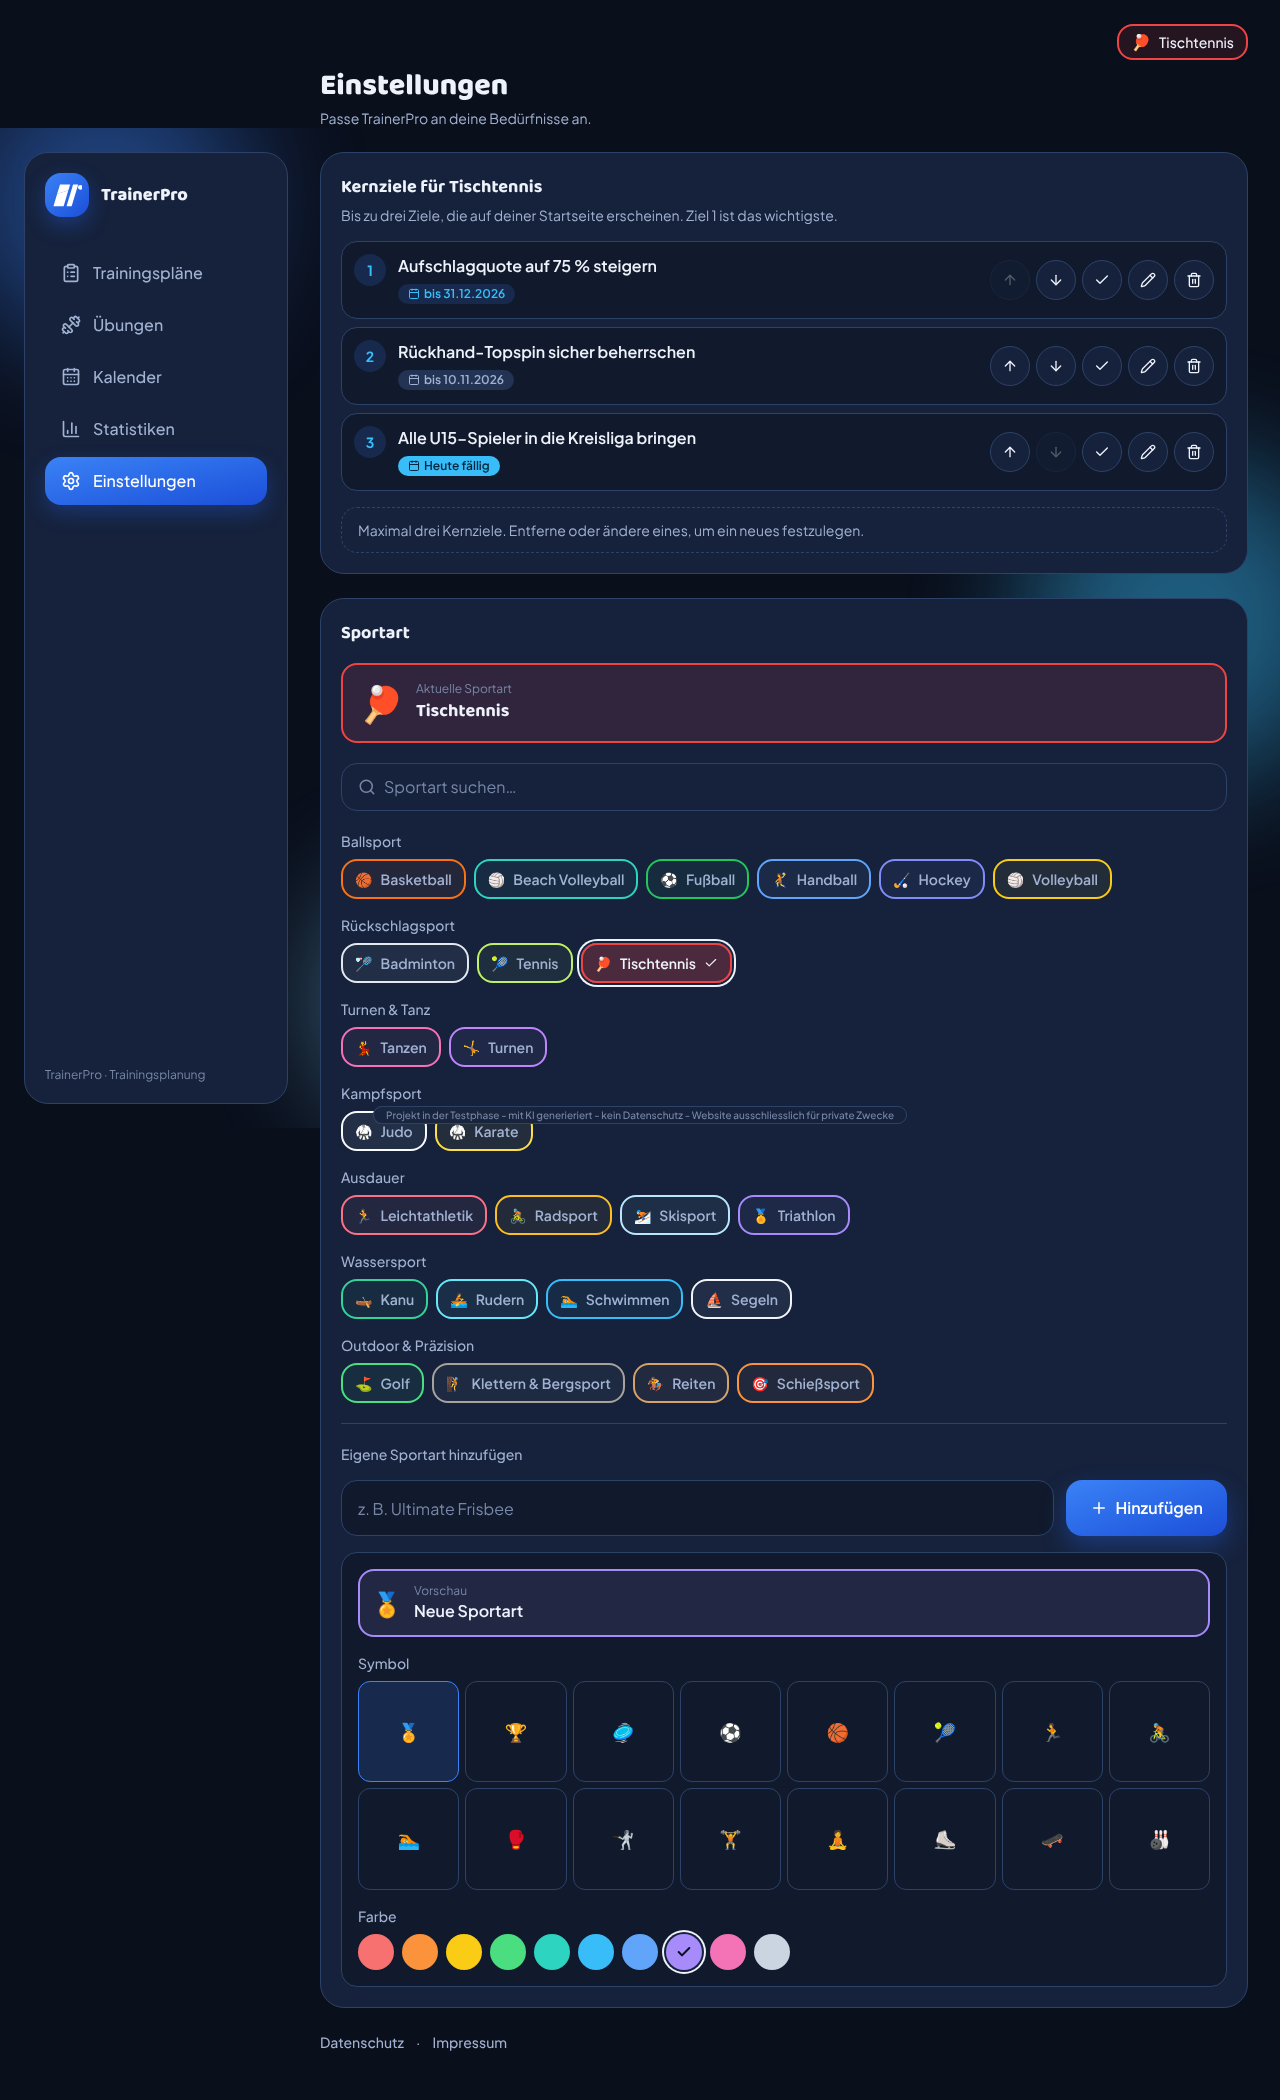 Tischtennis
Einstellungen
Passe TrainerPro an deine Bedürfnisse an.
TrainerPro
Trainingspläne
Übungen
Kalender
Statistiken
Einstellungen
TrainerPro · Trainingsplanung
Kernziele für Tischtennis
Bis zu drei Ziele, die auf deiner Startseite erscheinen. Ziel 1 ist das wichtigste.
1 Aufschlagquote auf 75 % steigern
bis 31.12.2026
2 Rückhand-Topspin sicher beherrschen
bis 10.11.2026
3 Alle U15-Spieler in die Kreisliga bringen
Heute fällig
Maximal drei Kernziele. Entferne oder ändere eines, um ein neues festzulegen.
Sportart
Aktuelle Sportart
Tischtennis
Sportart suchen…
Ballsport
Basketball Beach Volleyball Fußball Handball Hockey Volleyball
Rückschlagsport
Badminton Tennis Tischtennis
Turnen & Tanz
Tanzen Turnen
Kampfsport
Projekt in der Testphase - mit KI generieriert - kein Datenschutz - Website ausschliesslich für private Zwecke
Judo Karate
Ausdauer
Leichtathletik Radsport Skisport Triathlon
Wassersport
Kanu Rudern Schwimmen Segeln
Outdoor & Präzision
Golf Klettern & Bergsport Reiten Schießsport
Eigene Sportart hinzufügen
z. B. Ultimate Frisbee Hinzufügen
Vorschau
Neue Sportart
Symbol
Farbe
Datenschutz · Impressum